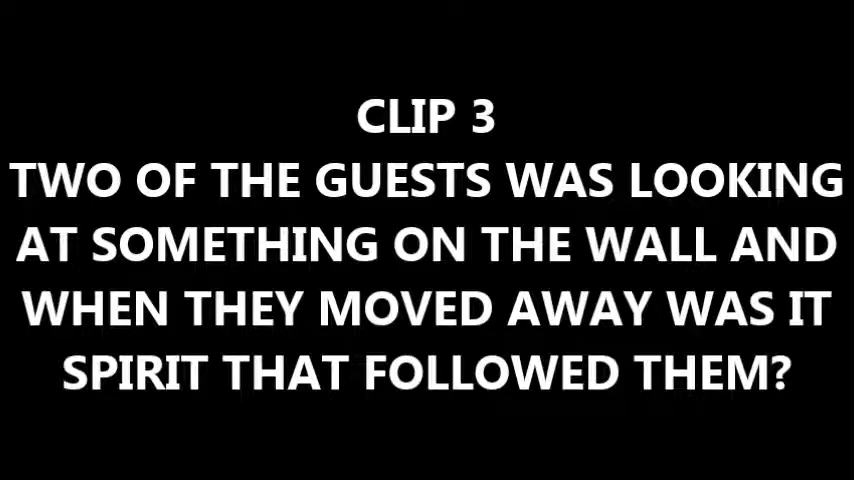 CLIP 3
TWO OF THE GUESTS WAS LOOKING
AT SOMETHING ON THE WALL AND
WHEN THEY MOVED AWAY WAS IT
SPIRIT THAT FOLLOWED THEM?